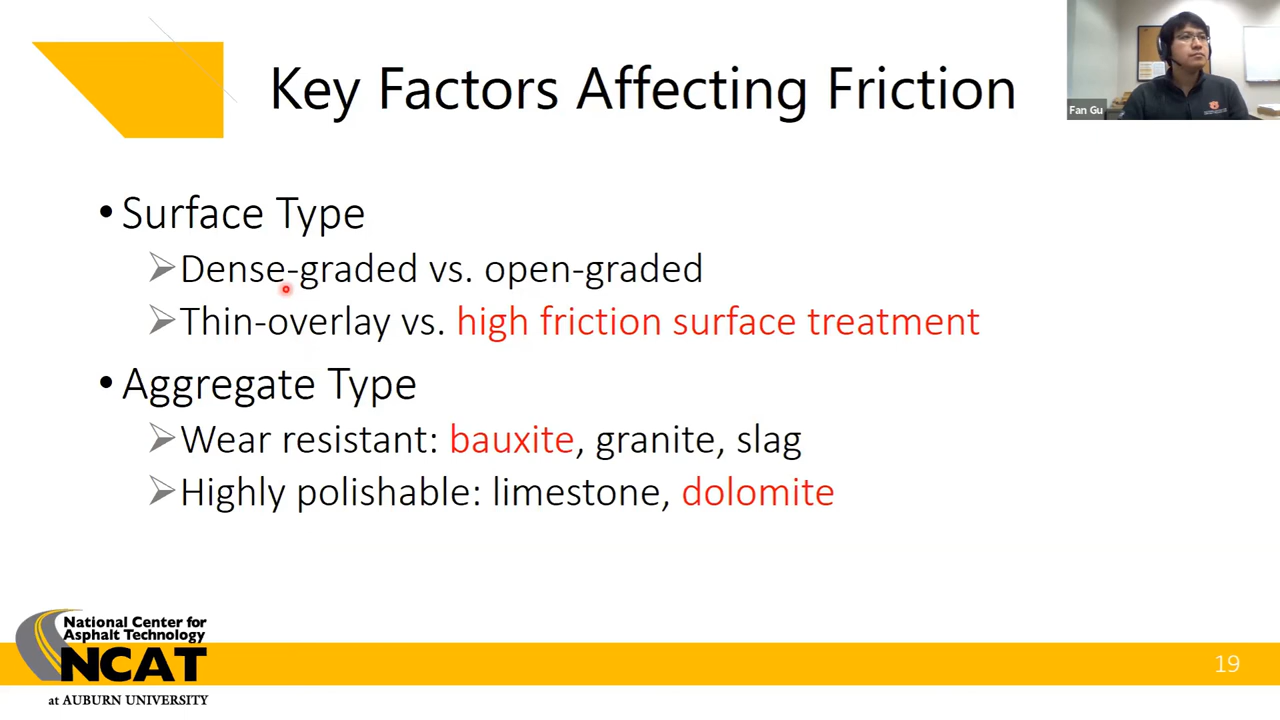 Key Factors Affecting Friction
Fan Gu
• Surface Type
➢ Dense-graded vs. open-graded
➢ Thin-overlay vs. high friction surface treatment
• Aggregate Type
➢ Wear resistant: bauxite, granite, slag
➢ Highly polishable: limestone, dolomite
National Center for
Asphalt Technology
NCAT
at AUBURN UNIVERSITY
19